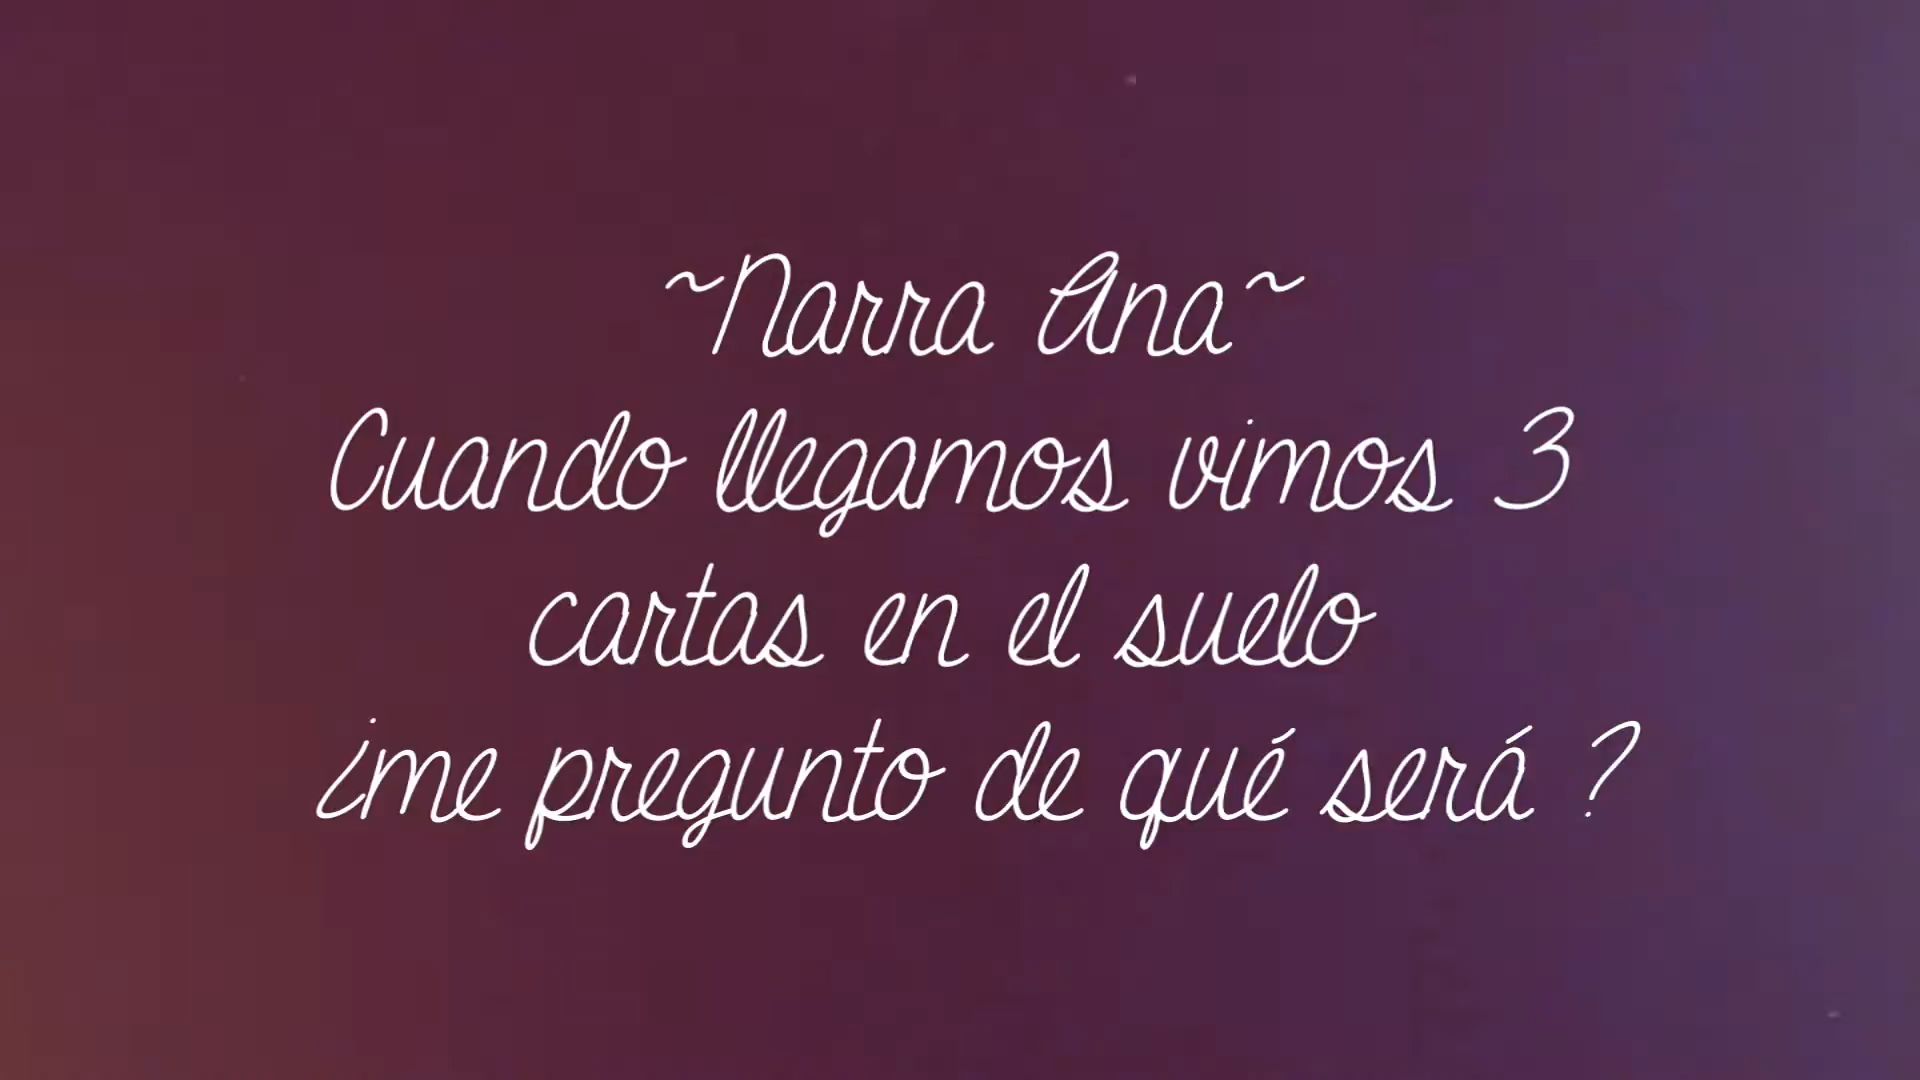 ~Narra Ana~
Cuando llegamos vimos 3
cartas en el suelo
¿me pregunto de qué será ?